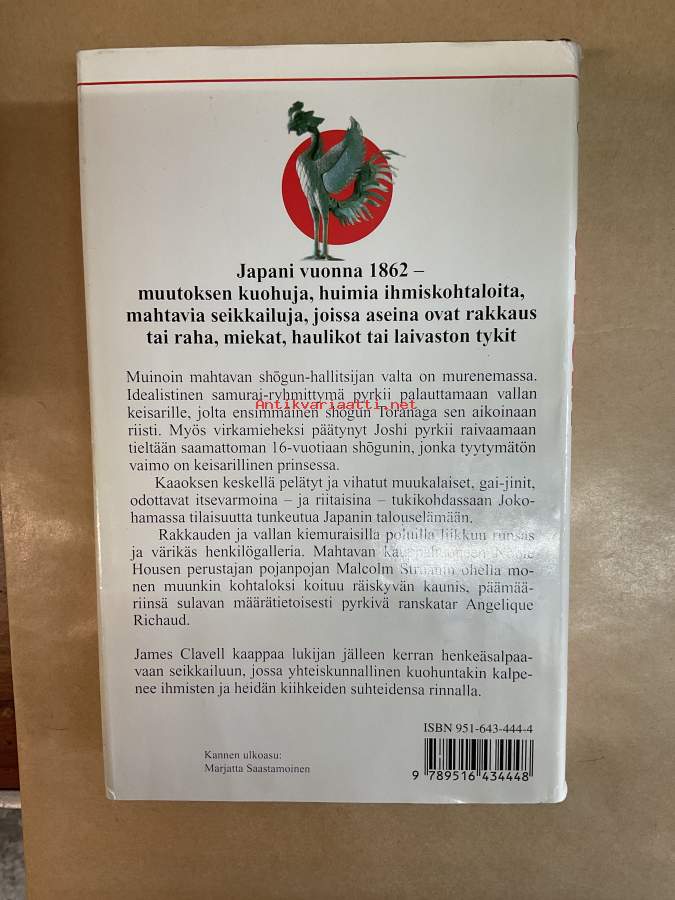 Japani vuonna 1862 –
muutoksen kuohuja, huimia ihmiskohtaloita,
mahtavia seikkailuja, joissa aseina ovat rakkaus
tai raha, miekat, haulikot tai laivaston tykit
Muinoin mahtavan shōgun-hallitsijan valta on murenemassa.
Idealistinen samurai-ryhmittymä pyrkii palauttamaan vallan
Antikvariaatti.net
keisarille, jolta ensimmäinen shōgun Toranaga sen aikoinaan
riisti. Myös virkamieheksi päätynyt Joshi pyrkii raivaamaan
tieltään saamattoman 16-vuotiaan shōgunin, jonka tyytymätön
vaimo on keisarillinen prinsessa.
Kaaoksen keskellä pelätyt ja vihatut muukalaiset, gai-jinit,
odottavat itsevarmoina – ja riitaisina – tukikohdassaan Joko-
hamassa tilaisuutta tunkeutua Japanin talouselämään.
Rakkauden ja vallan kiemuraisilla poluilla liikkuu runsas
ja värikäs henkilögalleria. Mahtavan kauppahuoneen Noble
Housen perustajan pojanpojan Malcolm Struanin ohella mo-
nen muunkin kohtaloksi koituu räiskyvän kaunis, päämää-
riinsä sulavan määrätietoisesti pyrkivä ranskatar Angelique
Richaud.
James Clavell kaappaa lukijan jälleen kerran henkeäsalpaa-
vaan seikkailuun, jossa yhteiskunnallinen kuohuntakin kalpe-
nee ihmisten ja heidän kiihkeiden suhteidensa rinnalla.
ISBN 951-643-444-4
Kannen ulkoasu:
Marjatta Saastamoinen
9 789516 434448